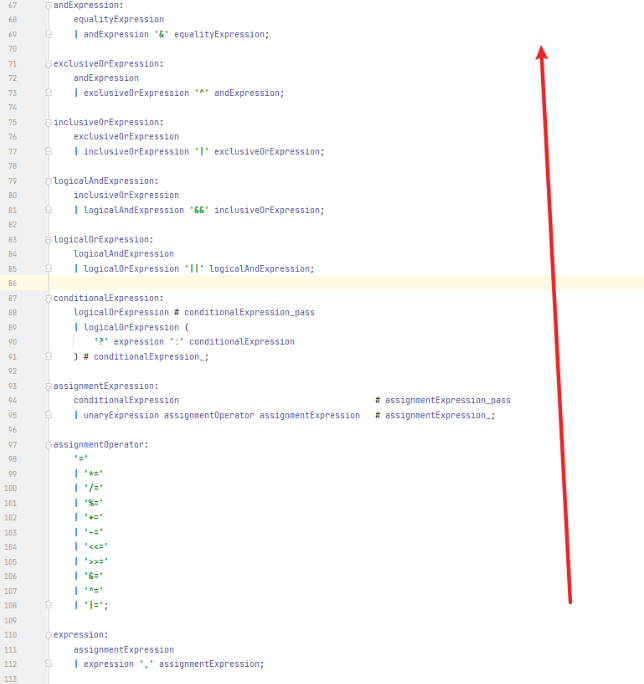 67 andExpression:
68 equalityExpression
69 | andExpression '&' equalityExpression;
70
71 exclusiveOrExpression:
72 andExpression
73 | exclusiveOrExpression '^' andExpression;
74
75 inclusiveOrExpression:
76 exclusiveOrExpression
77 | inclusiveOrExpression '|' exclusiveOrExpression;
78
79 logicalAndExpression:
80 inclusiveOrExpression
81 | logicalAndExpression '&&' inclusiveOrExpression;
82
83 logicalOrExpression:
84 logicalAndExpression
85 | logicalOrExpression '||' logicalAndExpression;
86
87 conditionalExpression:
88 logicalOrExpression # conditionalExpression_pass
89 | logicalOrExpression (
90 '?' expression ':' conditionalExpression
91 ) # conditionalExpression_;
92
93 assignmentExpression:
94 conditionalExpression # assignmentExpression_pass
95 | unaryExpression assignmentOperator assignmentExpression # assignmentExpression_;
96
97 assignmentOperator:
98 '='
99 | '*='
100 | '/='
101 | '%='
102 | '+='
103 | '-='
104 | '<<='
105 | '>>='
106 | '&='
107 | '^='
108 | '|=';
109
110 expression:
111 assignmentExpression
112 | expression ',' assignmentExpression;
113